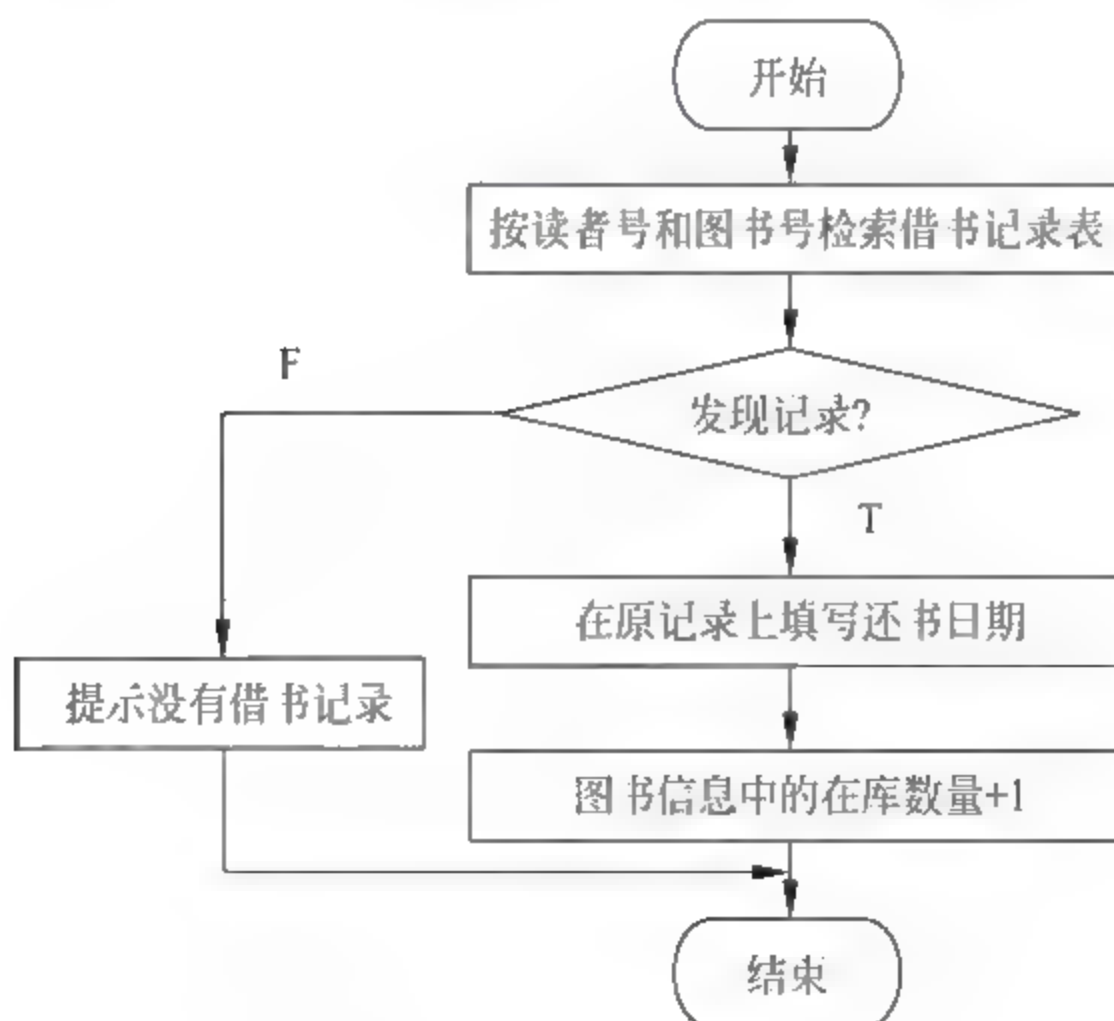 开始
按读者号和图书号检索借书记录表
F
发现记录?
T
在原记录上填写还书日期
提示没有借书记录
图书信息中的在库数量+1
结束